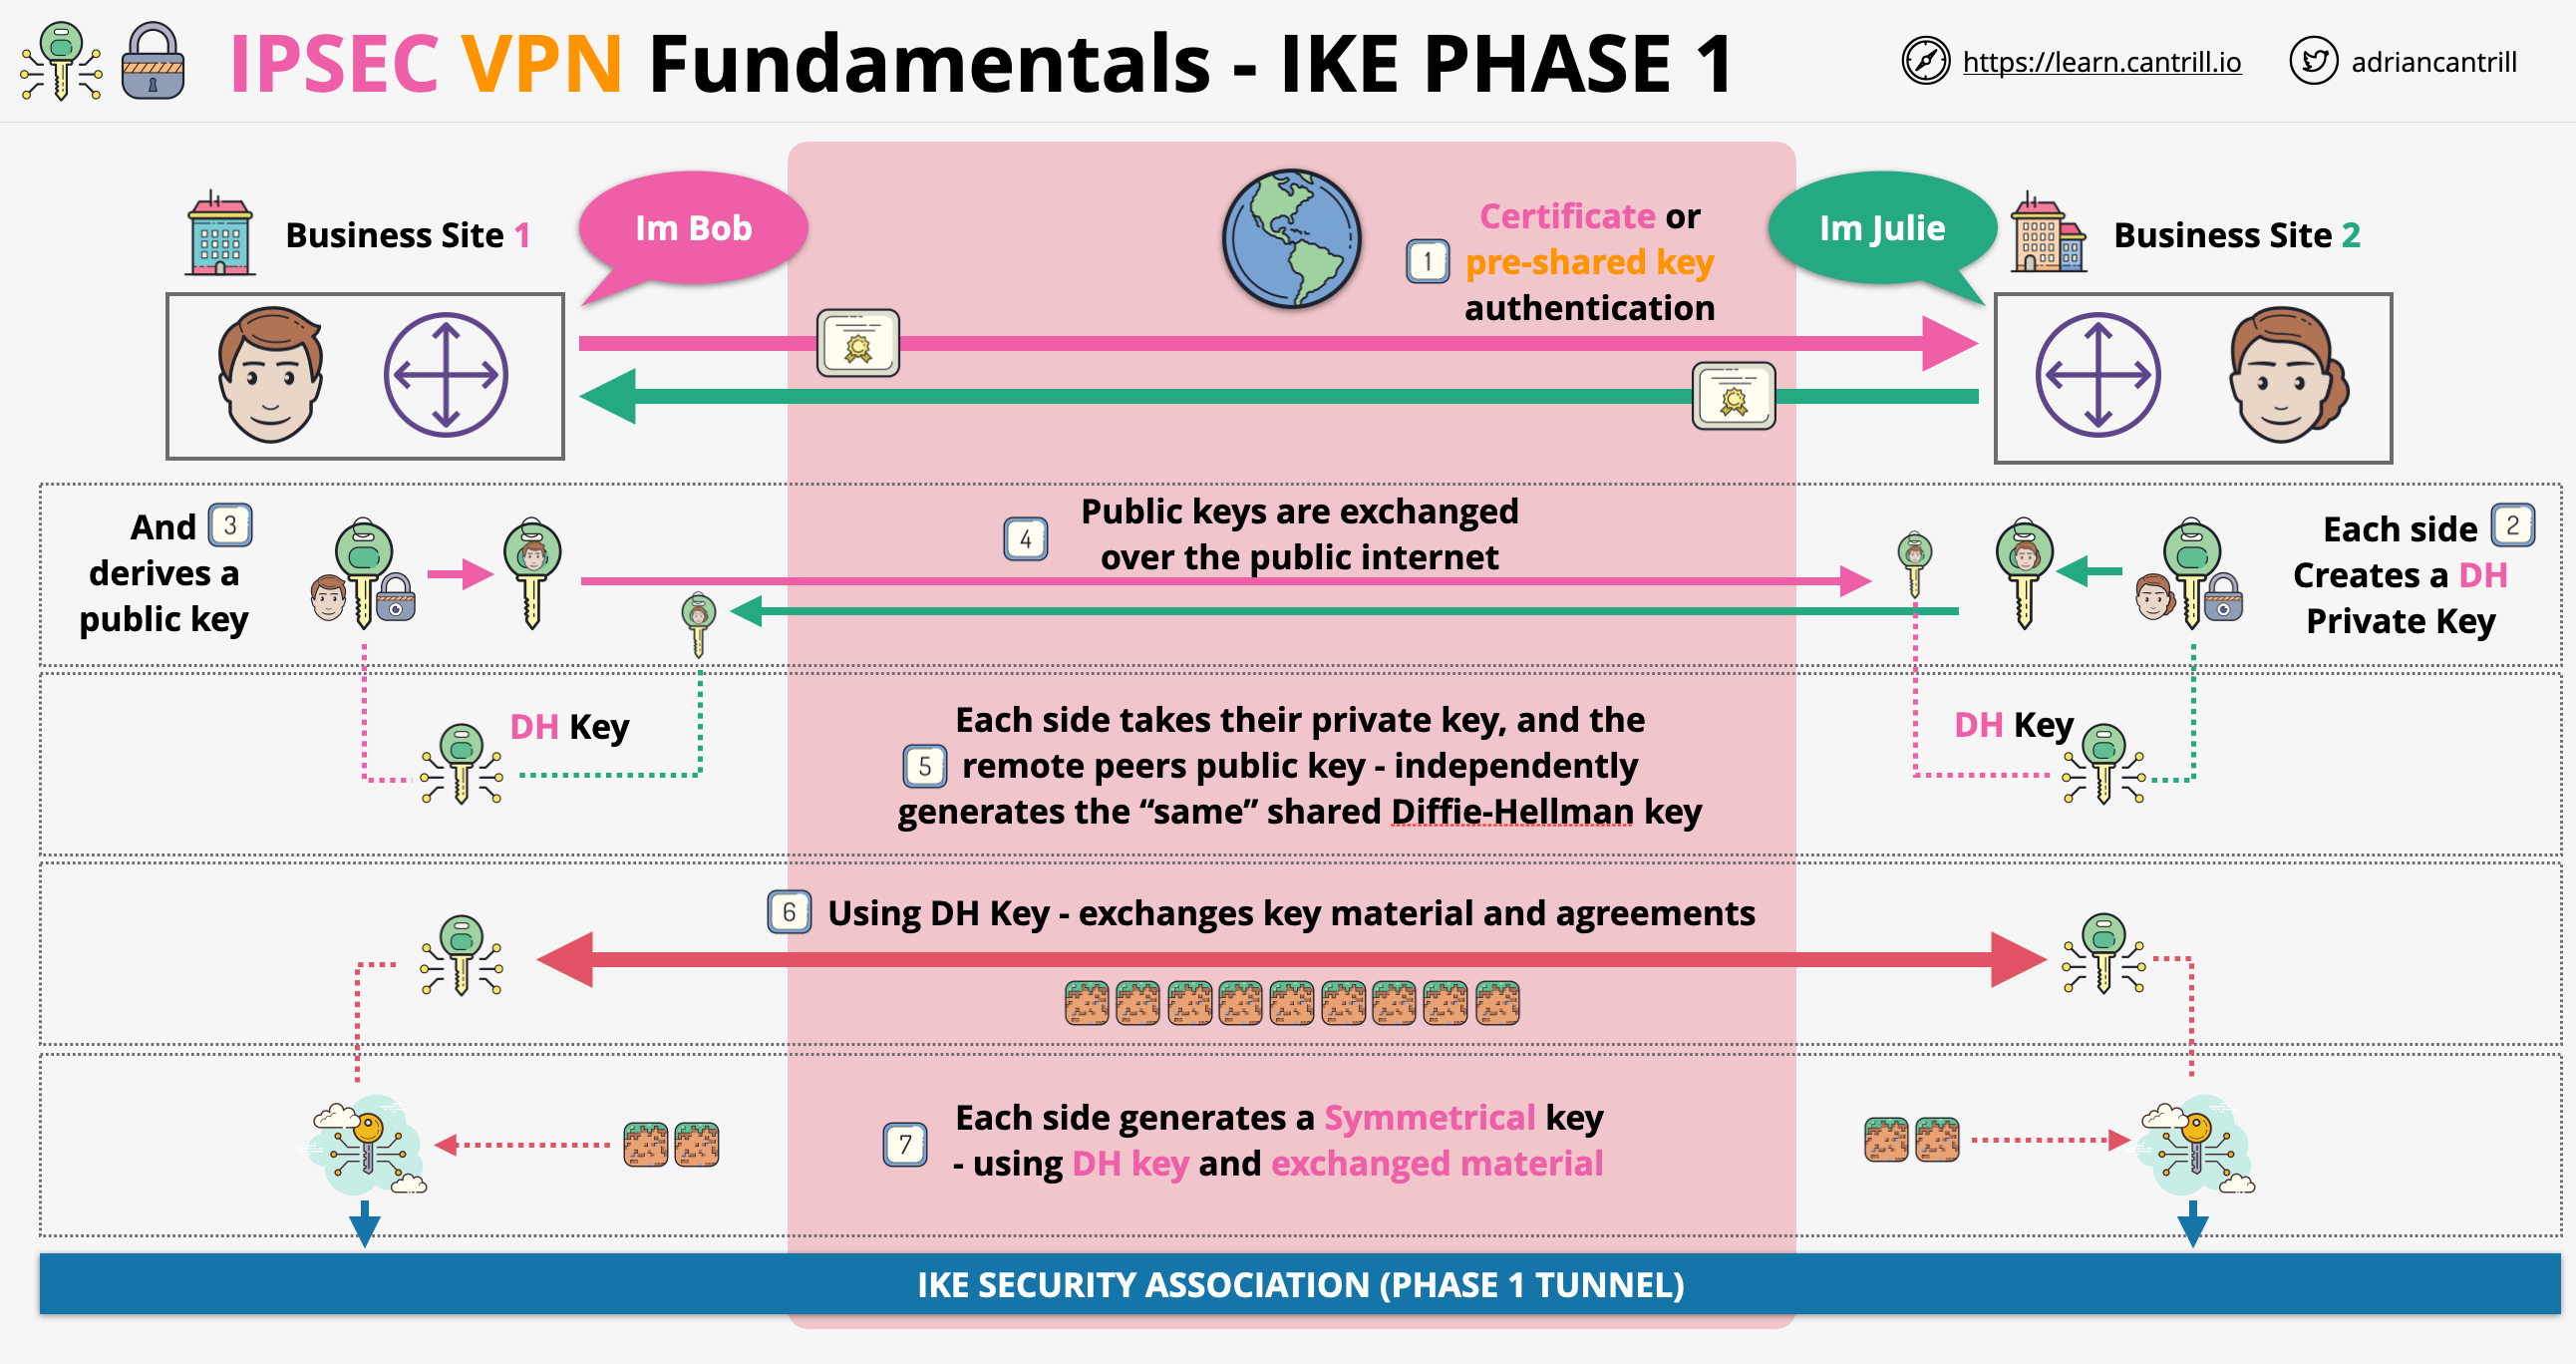 IPSEC VPN Fundamentals - IKE PHASE 1
https://learn.cantrill.io
adriancantrill
Business Site 1
Im Bob
Certificate or
1
pre-shared key
authentication
Im Julie
Business Site 2
And 3
derives a
public key
4
Public keys are exchanged
over the public internet
Each side 2
Creates a DH
Private Key
DH Key
Each side takes their private key, and the
5 remote peers public key - independently
generates the “same” shared Diffie-Hellman key
DH Key
6 Using DH Key - exchanges key material and agreements
7
Each side generates a Symmetrical key
- using DH key and exchanged material
IKE SECURITY ASSOCIATION (PHASE 1 TUNNEL)